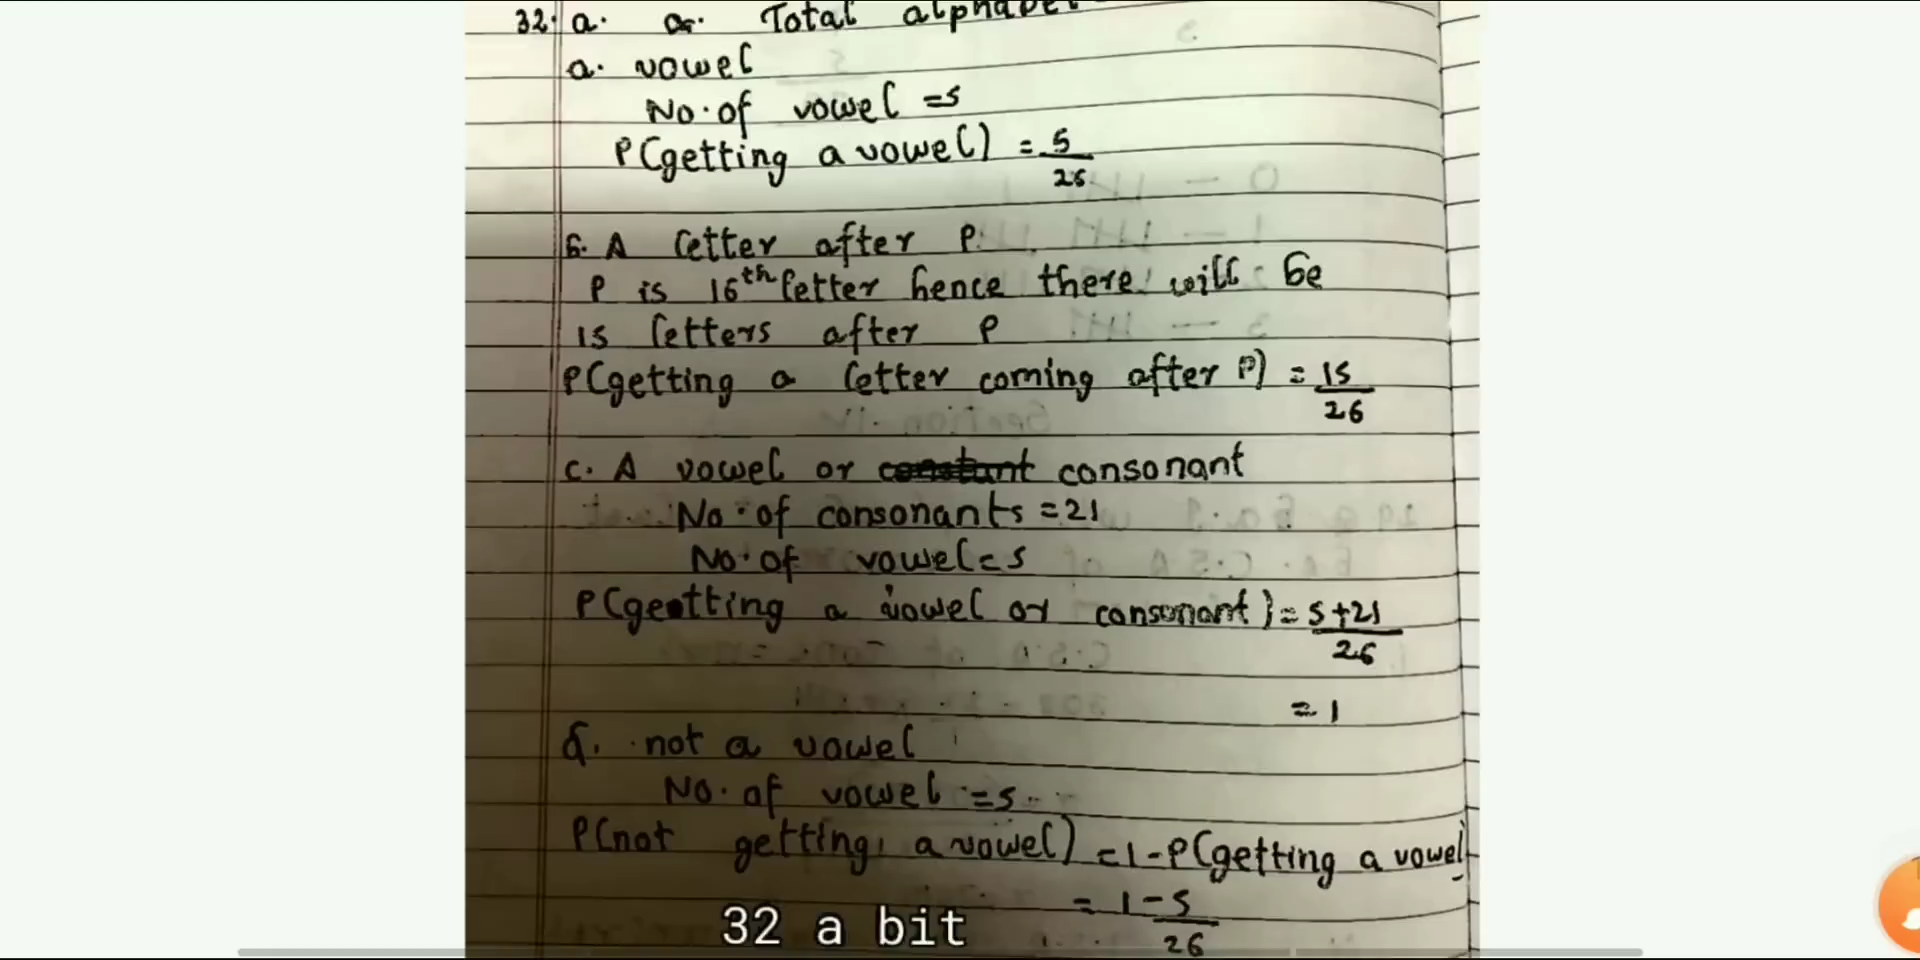 32. a. a. Total alphabet
a. vowel
No. of vowel = 5
P(getting a vowel) = 5/26
b. A letter after P.
P is 16th letter hence there will be
15 letters after P
P(getting a letter coming after P) = 15/26
c. A vowel or consonant
No. of consonants = 21
No. of vowel = 5
P(getting a vowel or consonant) = 5+21/26
= 1
d. not a vowel
No. of vowel = 5
P(not getting a vowel) = 1-P(getting a vowel)
= 1-5/26
32 a bit